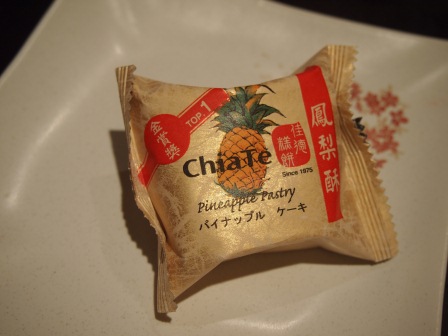 金賞獎
TOP.1
ChiaTe
佳德
糕餅
Since 1975
鳳梨酥
Pineapple Pastry
パイナップル ケーキ